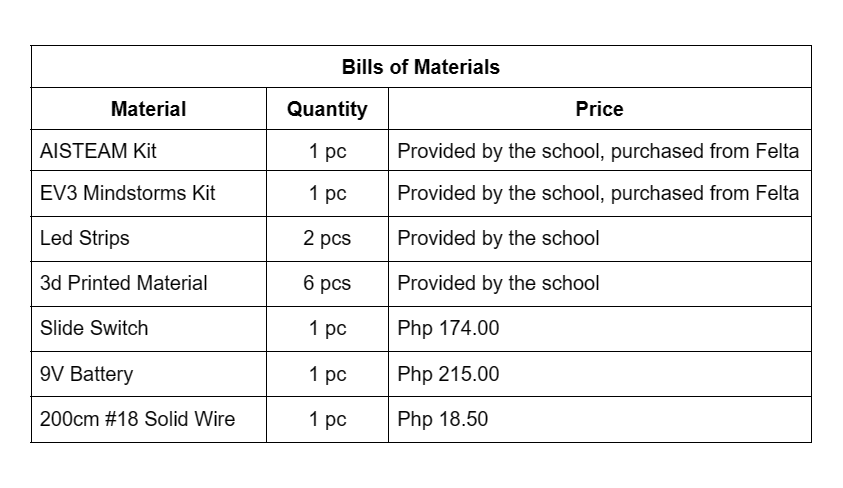 Bills of Materials
Material Quantity Price
AISTEAM Kit 1 pc Provided by the school, purchased from Felta
EV3 Mindstorms Kit 1 pc Provided by the school, purchased from Felta
Led Strips 2 pcs Provided by the school
3d Printed Material 6 pcs Provided by the school
Slide Switch 1 pc Php 174.00
9V Battery 1 pc Php 215.00
200cm #18 Solid Wire 1 pc Php 18.50